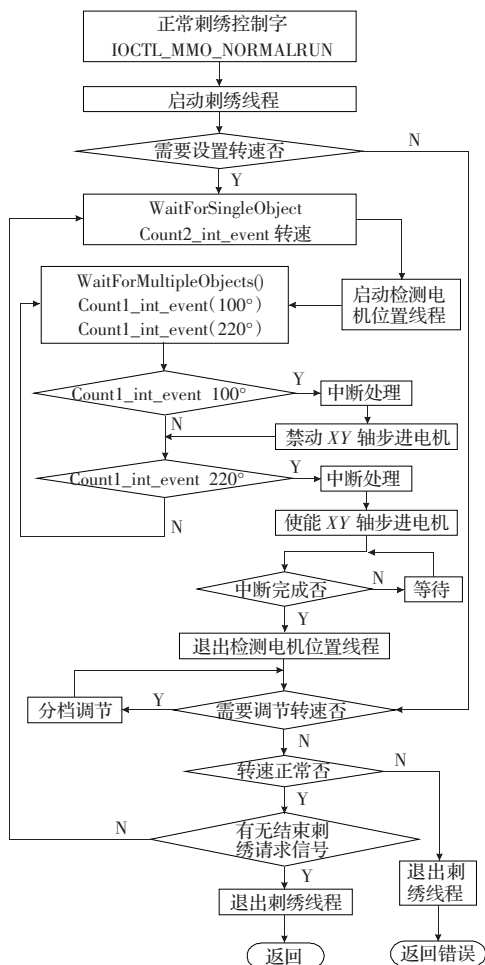 正常刺绣控制字
IOCTL_MMO_NORMALRUN
启动刺绣线程
需要设置转速否
N
Y
WaitForSingleObject
Count2_int_event 转速
WaitForMultipleObjects()
Count1_int_event(100°)
Count1_int_event(220°)
启动检测电
机位置线程
Count1_int_event 100°
Y
中断处理
N
禁动 XY 轴步进电机
Count1_int_event 220°
Y
中断处理
N
使能 XY 轴步进电机
中断完成否
N
等待
Y
退出检测电机位置线程
分档调节
Y
需要调节转速否
N
转速正常否
N
Y
N
有无结束刺
绣请求信号
Y
退出刺绣线程
退出刺
绣线程
返回
返回错误